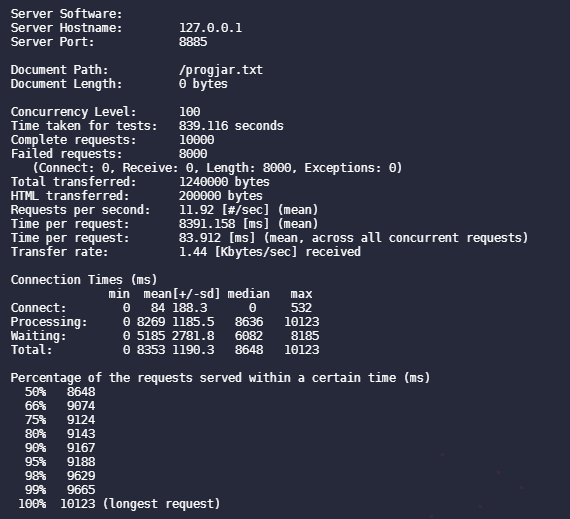 Server Software:
Server Hostname:        127.0.0.1
Server Port:            8885

Document Path:          /progjar.txt
Document Length:        0 bytes

Concurrency Level:      100
Time taken for tests:   839.116 seconds
Complete requests:      10000
Failed requests:        8000
   (Connect: 0, Receive: 0, Length: 8000, Exceptions: 0)
Total transferred:      1240000 bytes
HTML transferred:       200000 bytes
Requests per second:    11.92 [#/sec] (mean)
Time per request:       8391.158 [ms] (mean)
Time per request:       83.912 [ms] (mean, across all concurrent requests)
Transfer rate:          1.44 [Kbytes/sec] received

Connection Times (ms)
              min  mean[+/-sd] median   max
Connect:        0   84 188.3      0     532
Processing:     0 8269 1185.5   8636   10123
Waiting:        0 5185 2781.8   6082    8185
Total:          0 8353 1190.3   8648   10123

Percentage of the requests served within a certain time (ms)
  50%   8648
  66%   9074
  75%   9124
  80%   9143
  90%   9167
  95%   9188
  98%   9629
  99%   9665
 100%  10123 (longest request)